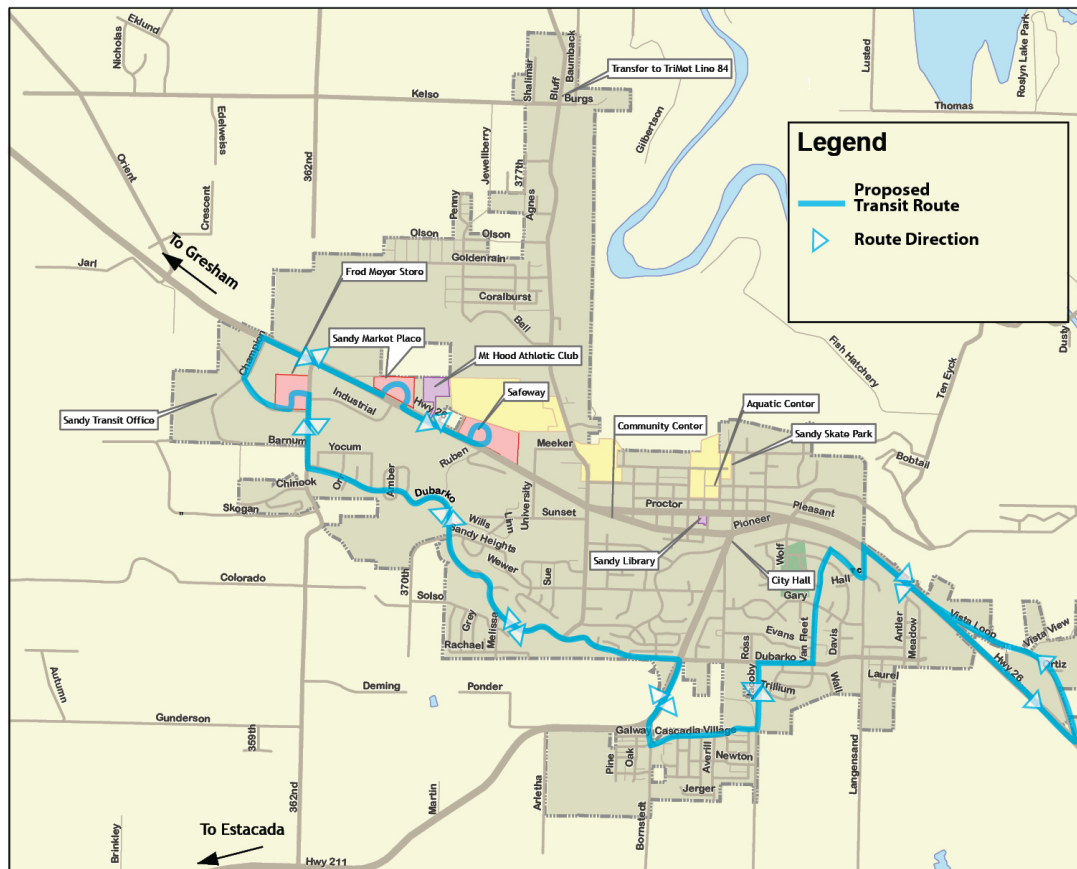 Eklund
Nicholas
Baumback
Bluff
Shalimar
Transfer to TriMet Line 84
Lusted
Roslyn Lake Park
Kelso
Burgs
Thomas
Edelweiss
Orient
362nd
Jewellberry
377th
Gilbertson
Legend
Proposed
Transit Route
Route Direction
Crescent
Penny
Agnes
Olson
Olson
Goldenrain
To Gresham
Jarl
Fred Meyer Store
Coralburst
Bell
Sandy Market Place
Mt Hood Athletic Club
Champion
Fish Hatchery
Ten Eyck
Dusty
Industrial
Hwy 26
Safeway
Sandy Transit Office
Aquatic Center
Community Center
Sandy Skate Park
Barnum
Yocum
Ruben
Meeker
Bobtail
Chinook
Amber
Dubarko
University
Proctor
Pleasant
Skogan
Wills
Linn
Sunset
Pioneer
Sandy Heights
Wewer
Sandy Library
Wolf
City Hall
Hall
Colorado
370th
Sue
Gary
Solso
Grey
Melissa
Rachael
Evans
Van Fleet
Davis
Antler
Meadow
Vista Loop
Vista View
Ross
Dubarko
Hwy 26
Ortiz
Autumn
Deming
Ponder
Jacoby
Trillium
Wall
Laurel
Gunderson
Galway
Cascadia Village
359th
Pine
Oak
Averill
Newton
Langensand
362nd
Martin
Arletha
Jerger
Bornstedt
To Estacada
Brinkley
Hwy 211